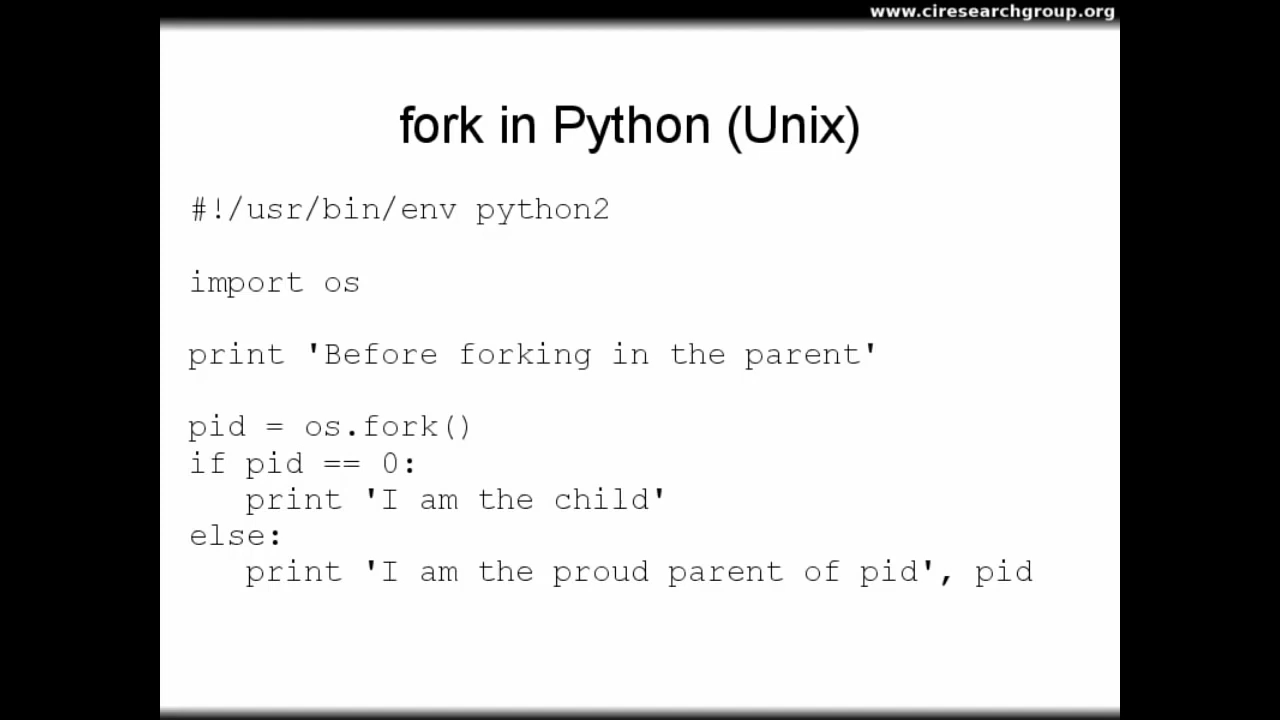 www.ciresearchgroup.org
fork in Python (Unix)
#!/usr/bin/env python2
import os
print 'Before forking in the parent'
pid = os.fork()
if pid == 0:
   print 'I am the child'
else:
   print 'I am the proud parent of pid', pid